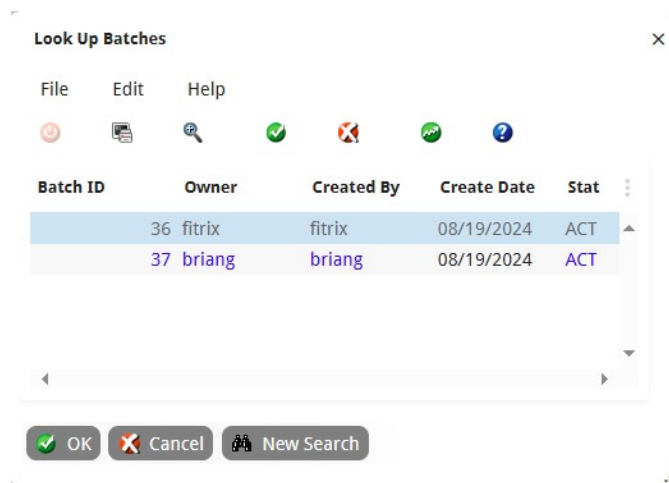 Look Up Batches
File Edit Help
Batch ID Owner Created By Create Date Stat
36 fitrix fitrix 08/19/2024 ACT
37 briang briang 08/19/2024 ACT
OK Cancel New Search